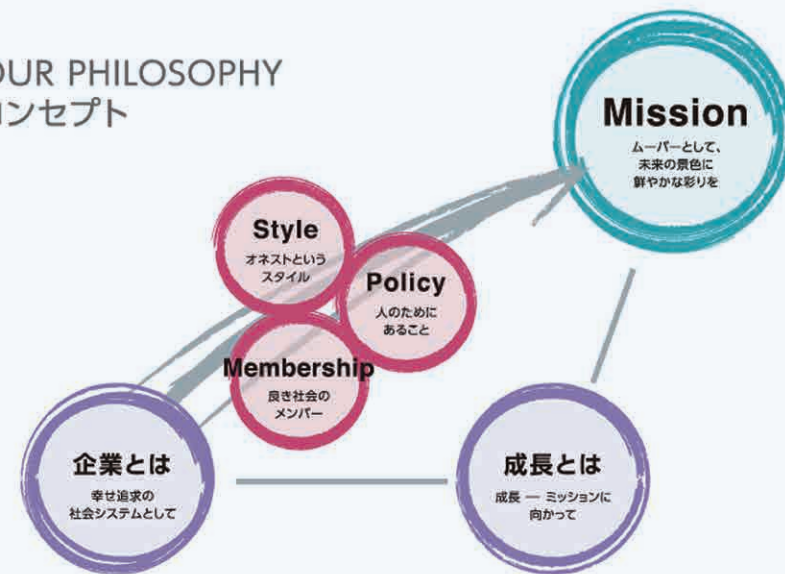 OUR PHILOSOPHY
コンセプト
Mission
ムーバーとして、
未来の景色に
鮮やかな彩りを
Style
オネストという
スタイル
Policy
人のために
あること
Membership
良き社会の
メンバー
企業とは
幸せ追求の
社会システムとして
成長とは
成長 ― ミッションに
向かって